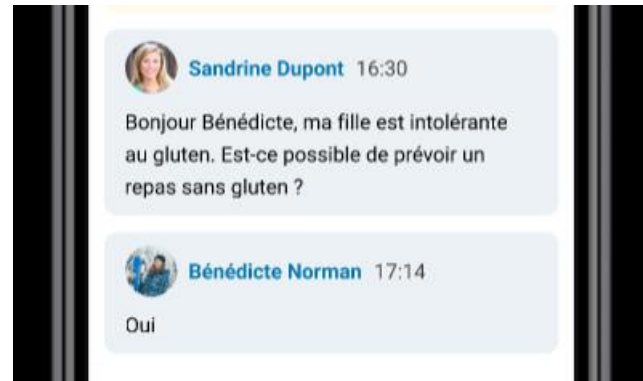 Sandrine Dupont 16:30
Bonjour Bénédicte, ma fille est intolérante
au gluten. Est-ce possible de prévoir un
repas sans gluten ?
Bénédicte Norman 17:14
Oui